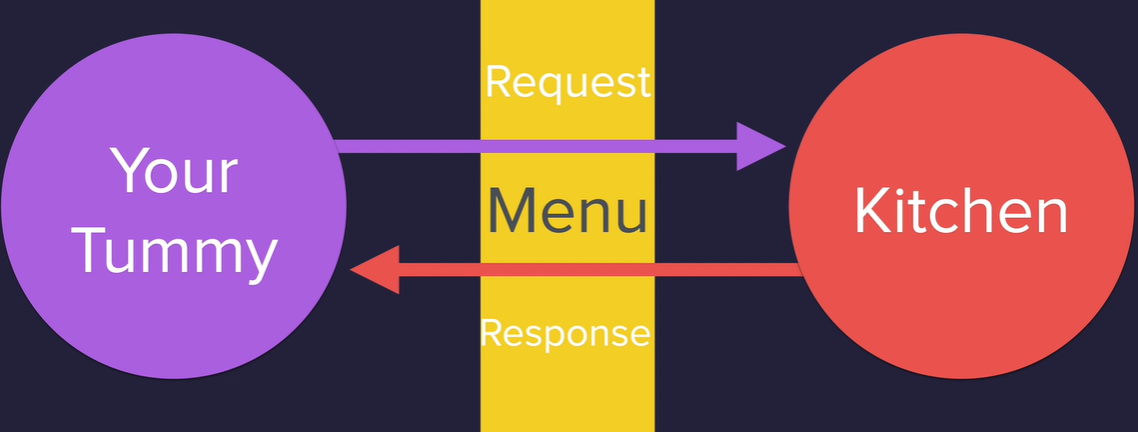 Request
Your
Tummy
Menu
Kitchen
Response